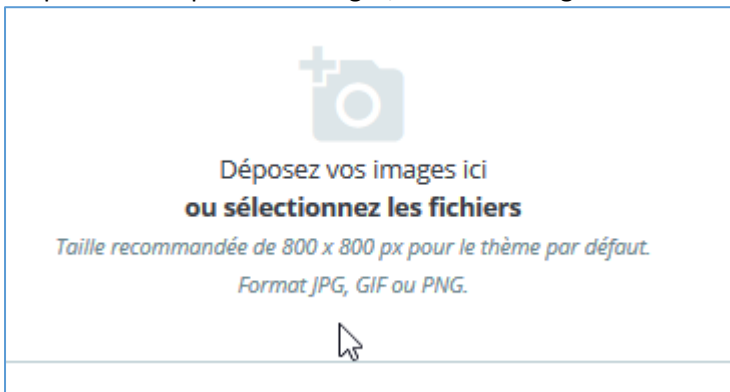 Déposez vos images ici
ou sélectionnez les fichiers
Taille recommandée de 800 x 800 px pour le thème par défaut.
Format JPG, GIF ou PNG.